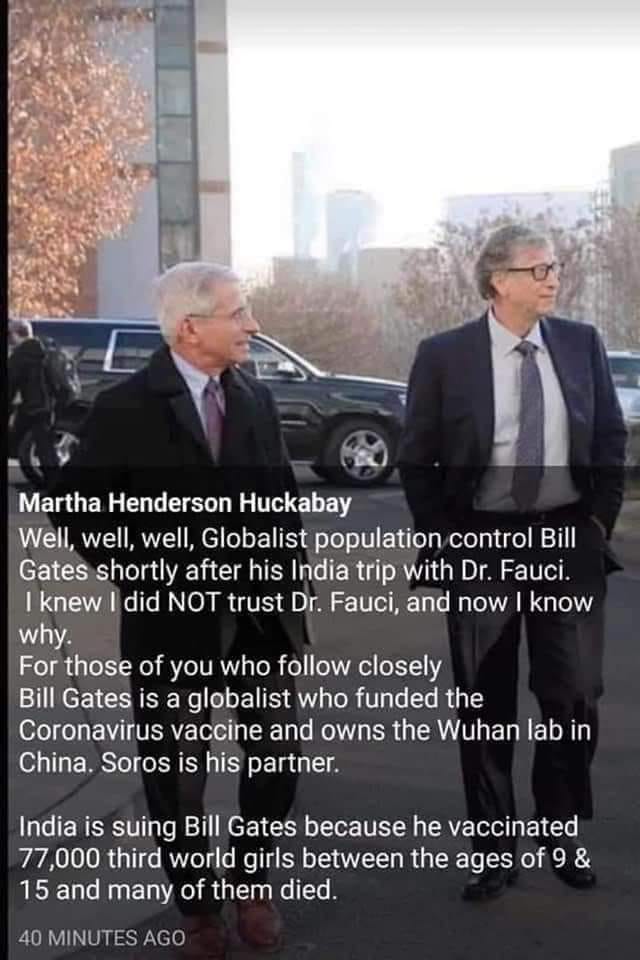 Martha Henderson Huckabay
Well, well, well, Globalist population control Bill
Gates shortly after his India trip with Dr. Fauci.
I knew I did NOT trust Dr. Fauci, and now I know
why.
For those of you who follow closely
Bill Gates is a globalist who funded the
Coronavirus vaccine and owns the Wuhan lab in
China. Soros is his partner.
India is suing Bill Gates because he vaccinated
77,000 third world girls between the ages of 9 &
15 and many of them died.
40 MINUTES AGO